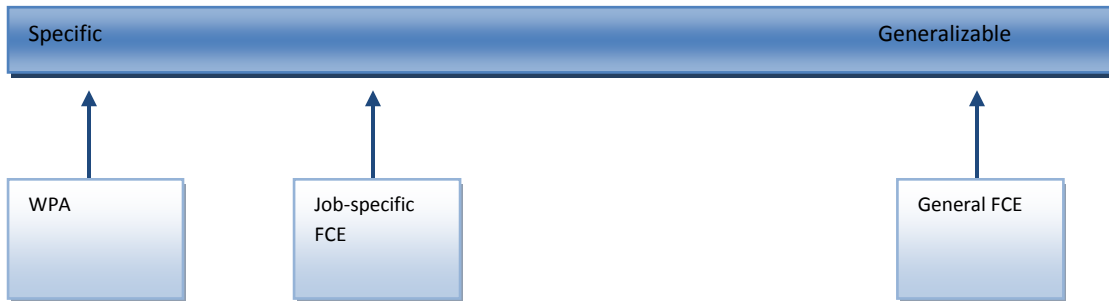 Specific
Generalizable
WPA
Job-specific
FCE
General FCE